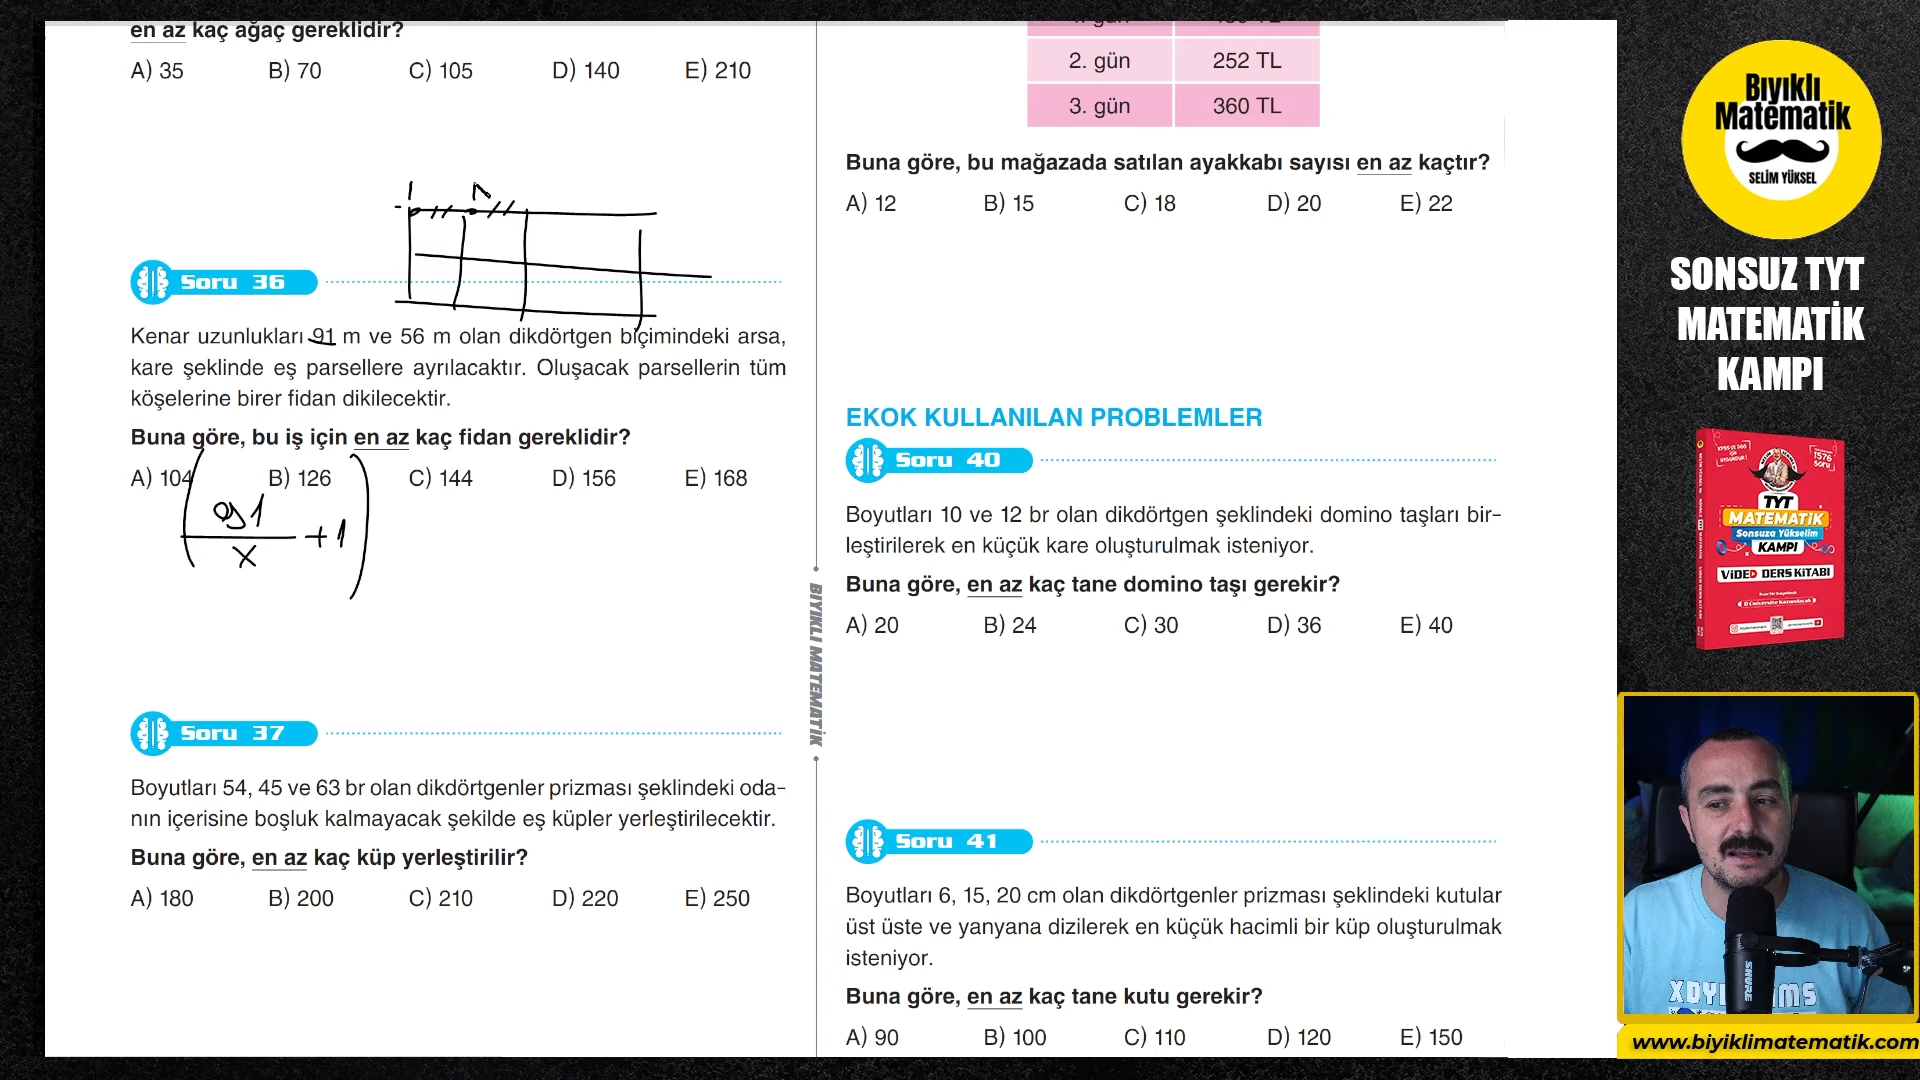 en az kaç ağaç gereklidir?
A) 35 B) 70 C) 105 D) 140 E) 210
Soru 36
Kenar uzunlukları 91 m ve 56 m olan dikdörtgen biçimindeki arsa,
kare şeklinde eş parsellere ayrılacaktır. Oluşacak parsellerin tüm
köşelerine birer fidan dikilecektir.
Buna göre, bu iş için en az kaç fidan gereklidir?
A) 104 B) 126 C) 144 D) 156 E) 168
91
x
+1
Soru 37
Boyutları 54, 45 ve 63 br olan dikdörtgenler prizması şeklindeki oda-
nın içerisine boşluk kalmayacak şekilde eş küpler yerleştirilecektir.
Buna göre, en az kaç küp yerleştirilir?
A) 180 B) 200 C) 210 D) 220 E) 250
BIYIKLI MATEMATİK
2. gün 252 TL
3. gün 360 TL
Buna göre, bu mağazada satılan ayakkabı sayısı en az kaçtır?
A) 12 B) 15 C) 18 D) 20 E) 22
EKOK KULLANILAN PROBLEMLER
Soru 40
Boyutları 10 ve 12 br olan dikdörtgen şeklindeki domino taşları bir-
leştirilerek en küçük kare oluşturulmak isteniyor.
Buna göre, en az kaç tane domino taşı gerekir?
A) 20 B) 24 C) 30 D) 36 E) 40
Soru 41
Boyutları 6, 15, 20 cm olan dikdörtgenler prizması şeklindeki kutular
üst üste ve yanyana dizilerek en küçük hacimli bir küp oluşturulmak
isteniyor.
Buna göre, en az kaç tane kutu gerekir?
A) 90 B) 100 C) 110 D) 120 E) 150
Bıyıklı
Matematik
SELİM YÜKSEL
SONSUZ TYT
MATEMATİK
KAMPI
1576
TYT
MATEMATİK
Sonsuza Yükselim
KAMPI
VİDEO DERS KİTABI
SHURE
www.biyiklimatematik.com